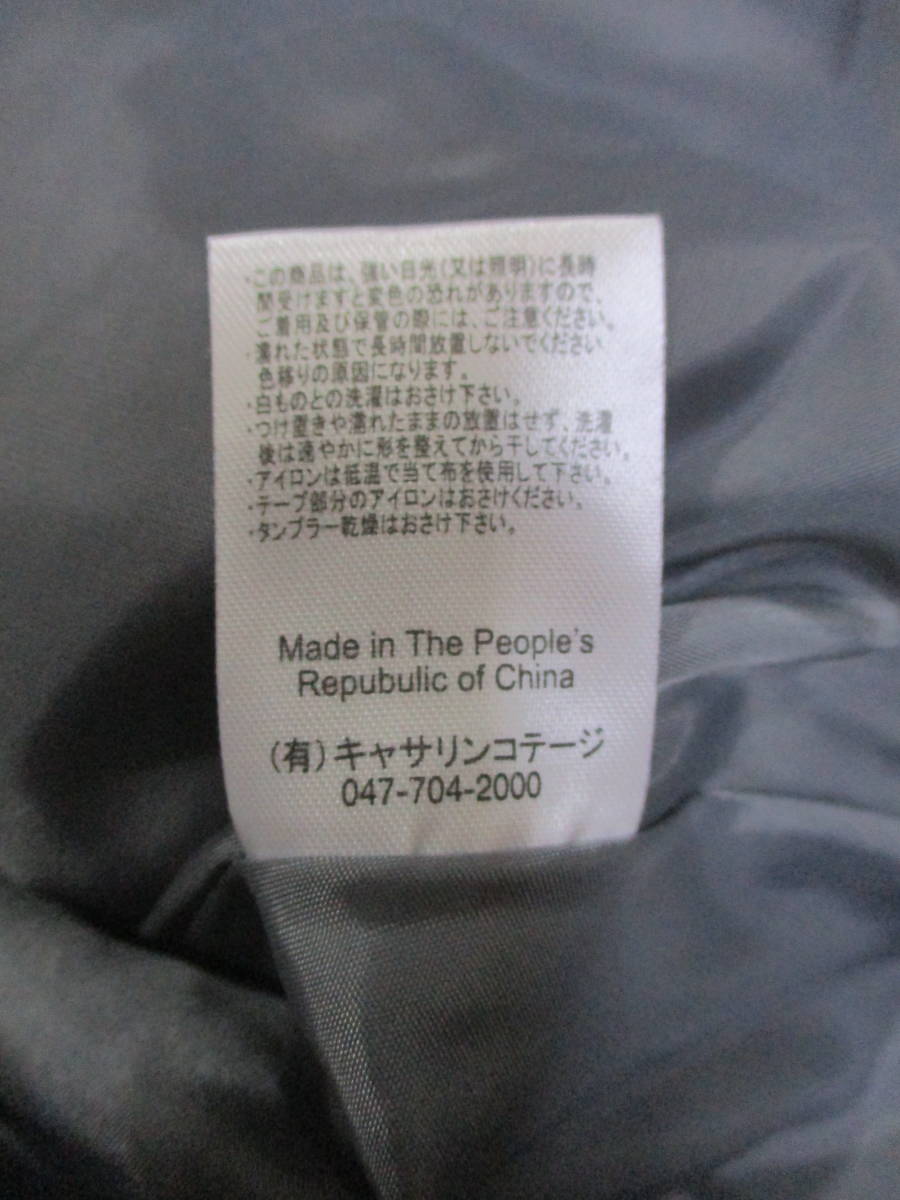 ・この商品は、強い日光(又は照明)に長時
間受けますと変色の恐れがありますので、
ご着用及び保管の際には、ご注意ください。
・濡れた状態で長時間放置しないでください
色移りの原因になります。
・白ものとの洗濯はおさけ下さい。
・つけ置きや濡れたままの放置はせず、洗濯
後は速やかに形を整えてから干してください。
・アイロンは低温で当て布を使用して下さい。
・テープ部分のアイロンはおさけください。
・タンブラー乾燥はおさけ下さい。
Made in The People's
Repubulic of China
(有)キャサリンコテージ
047-704-2000